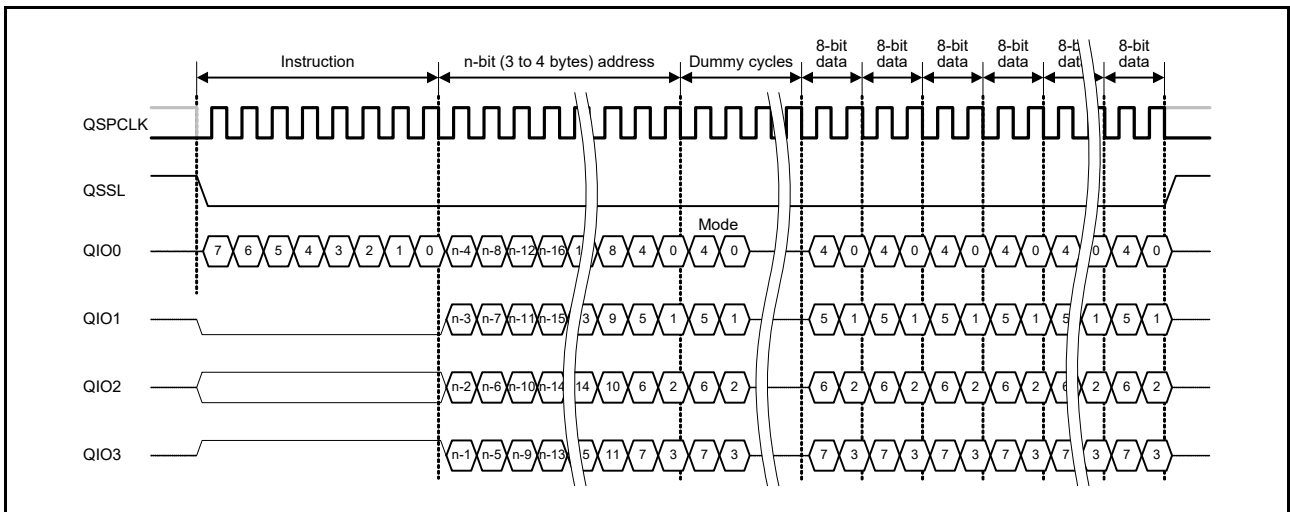 Instruction n-bit (3 to 4 bytes) address Dummy cycles 8-bit data 8-bit data 8-bit data 8-bit data 8-bit data
QSPCLK
QSSL
Mode
QIO0 7 6 5 4 3 2 1 0 n-4 n-8 n-12 n-16 8 4 0 4 0 4 0 4 0 4 0 4 0 4 0 4 0
QIO1 n-3 n-7 n-11 n-15 9 5 1 5 1 5 1 5 1 5 1 5 1 5 1 5 1
QIO2 n-2 n-6 n-10 n-14 14 10 6 2 6 2 6 2 6 2 6 2 6 2 6 2 6 2
QIO3 n-1 n-5 n-9 n-13 11 7 3 7 3 7 3 7 3 7 3 7 3 7 3 7 3